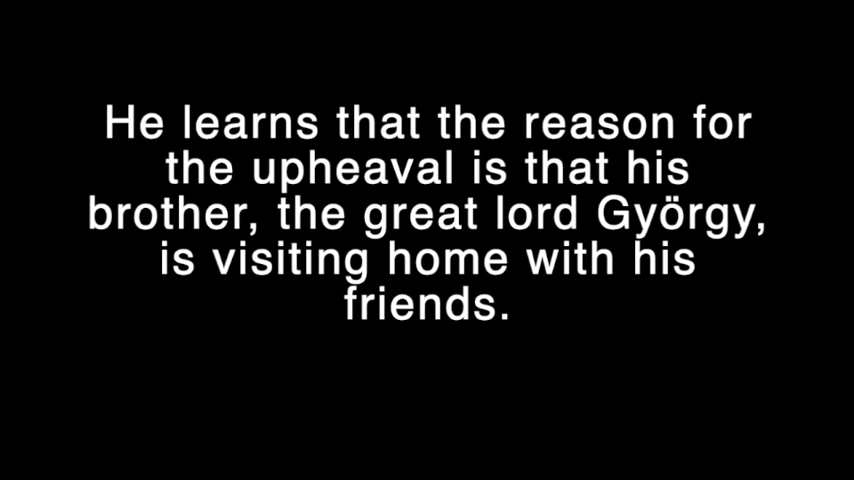 He learns that the reason for
the upheaval is that his
brother, the great lord György,
is visiting home with his
friends.